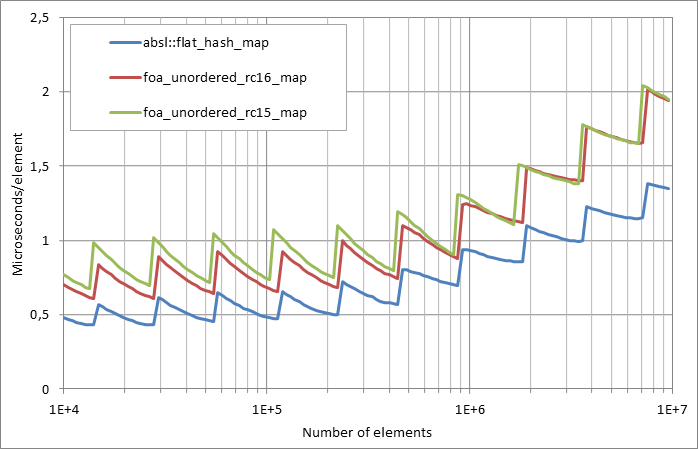 2,5
2
1,5
1
0,5
0
Microseconds/element
absl::flat_hash_map
foa_unordered_rc16_map
foa_unordered_rc15_map
1E+4
1E+5
1E+6
1E+7
Number of elements